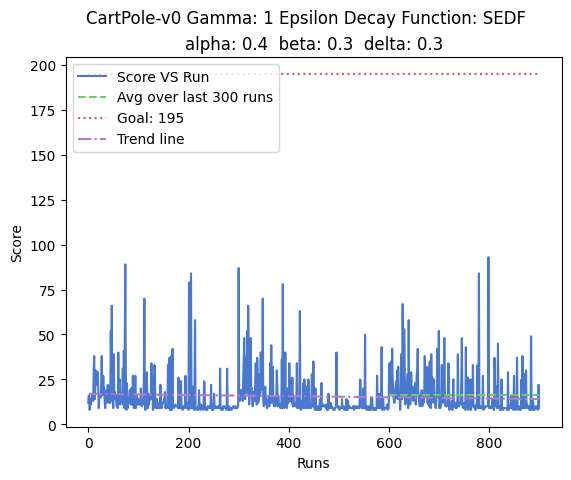 CartPole-v0 Gamma: 1 Epsilon Decay Function: SEDF
alpha: 0.4 beta: 0.3 delta: 0.3
200
175
150
125
100
75
50
25
0
Score
Score VS Run
Avg over last 300 runs
Goal: 195
Trend line
0 200 400 600 800
Runs